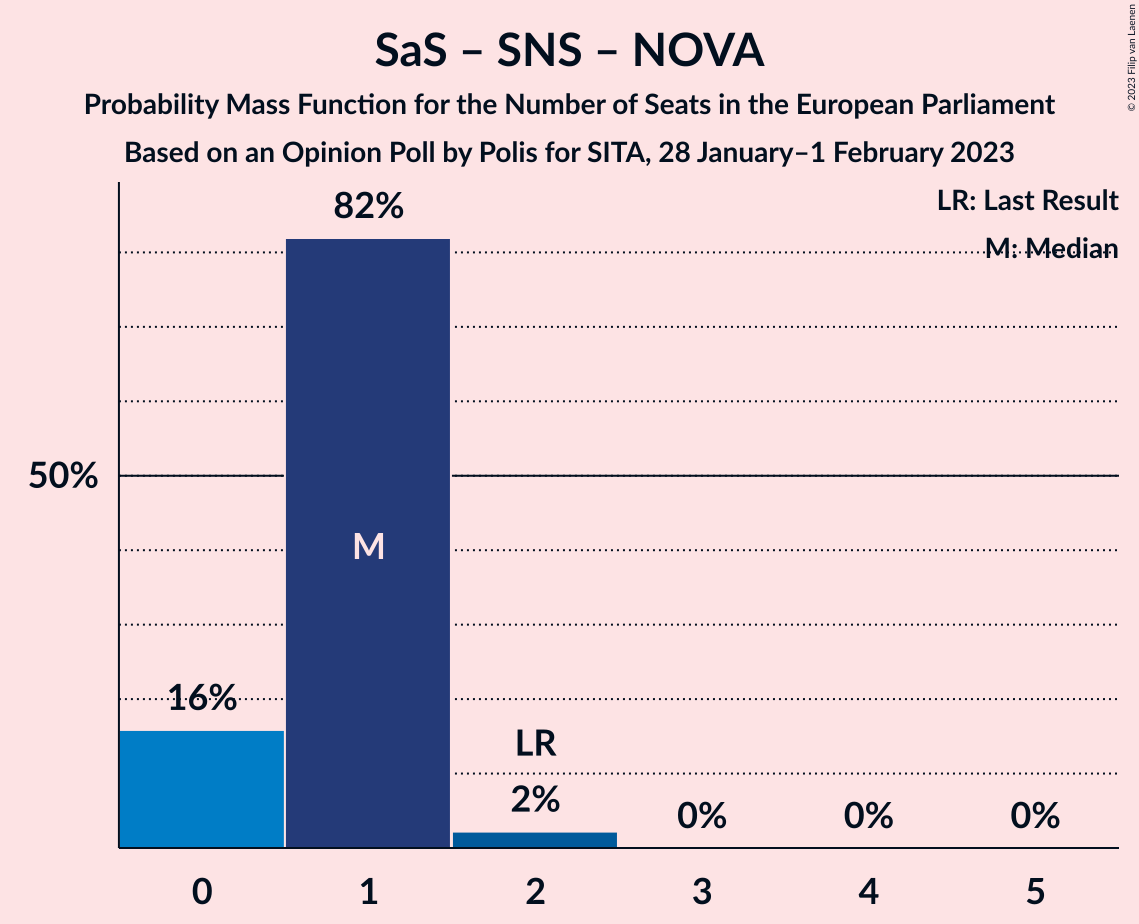 SaS – SNS – NOVA
Probability Mass Function for the Number of Seats in the European Parliament
Based on an Opinion Poll by Polis for SITA, 28 January–1 February 2023
© 2023 Filip van Laenen
LR: Last Result
M: Median
82%
50%
M
16%
LR
2%
0%
0%
0%
0
1
2
3
4
5